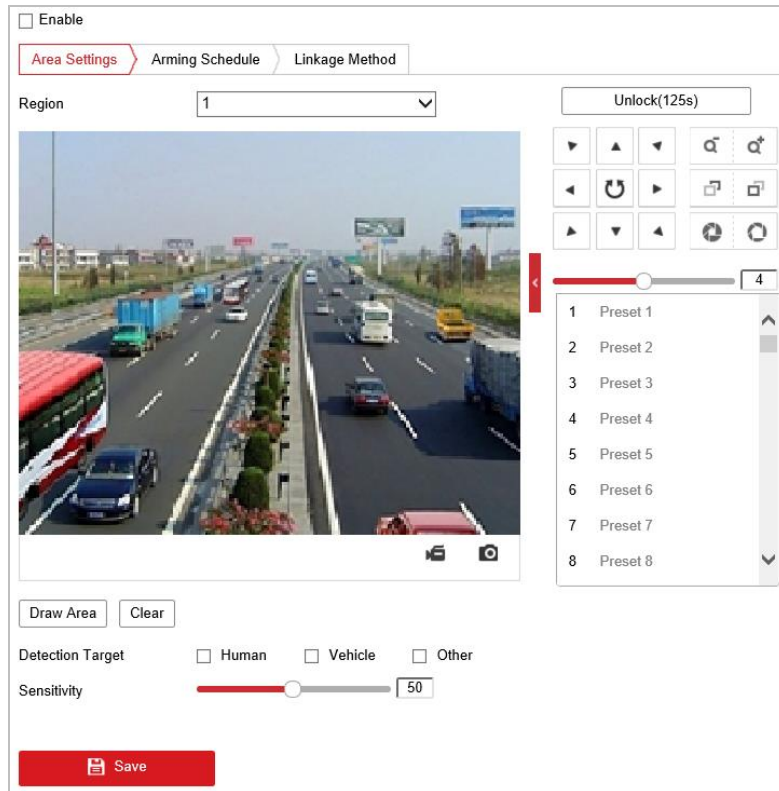 Enable
Area Settings Arming Schedule Linkage Method
Region 1
Unlock(125s)
4
1 Preset 1
2 Preset 2
3 Preset 3
4 Preset 4
5 Preset 5
6 Preset 6
7 Preset 7
8 Preset 8
Draw Area Clear
Detection Target Human Vehicle Other
Sensitivity 50
Save